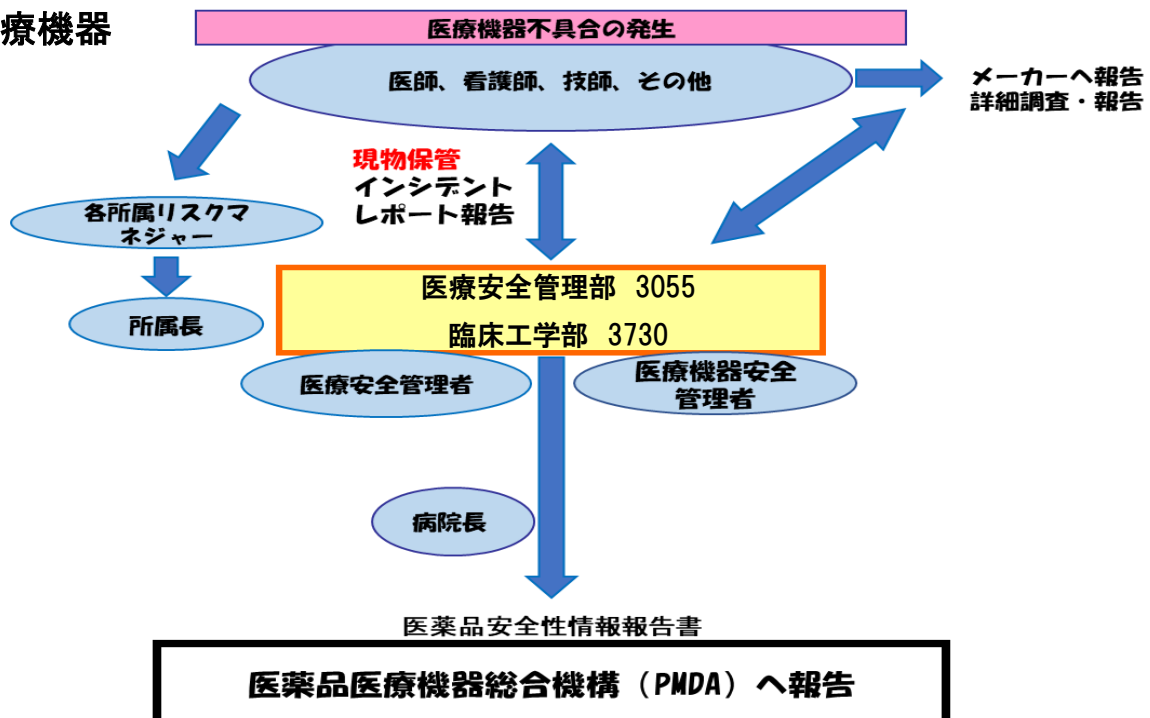 療機器
医療機器不具合の発生
医師、看護師、技師、その他
メーカーへ報告
詳細調査・報告
現物保管
インシデント
レポート報告
各所属リスクマ
ネジャー
所属長
医療安全管理部 3055
臨床工学部 3730
医療安全管理者
医療機器安全
管理者
病院長
医薬品安全性情報報告書
医薬品医療機器総合機構（PMDA）へ報告